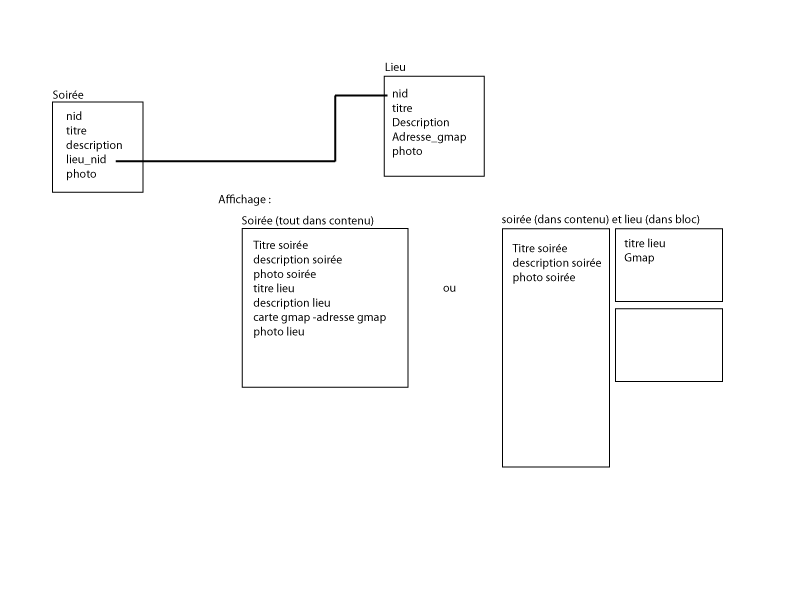 Lieu
Soirée
nid
titre
description
lieu_nid
photo
nid
titre
Description
Adresse_gmap
photo
Affichage :
Soirée (tout dans contenu)
Titre soirée
description soirée
photo soirée
titre lieu
description lieu
carte gmap -adresse gmap
photo lieu
ou
soirée (dans contenu) et lieu (dans bloc)
Titre soirée
description soirée
photo soirée
titre lieu
Gmap